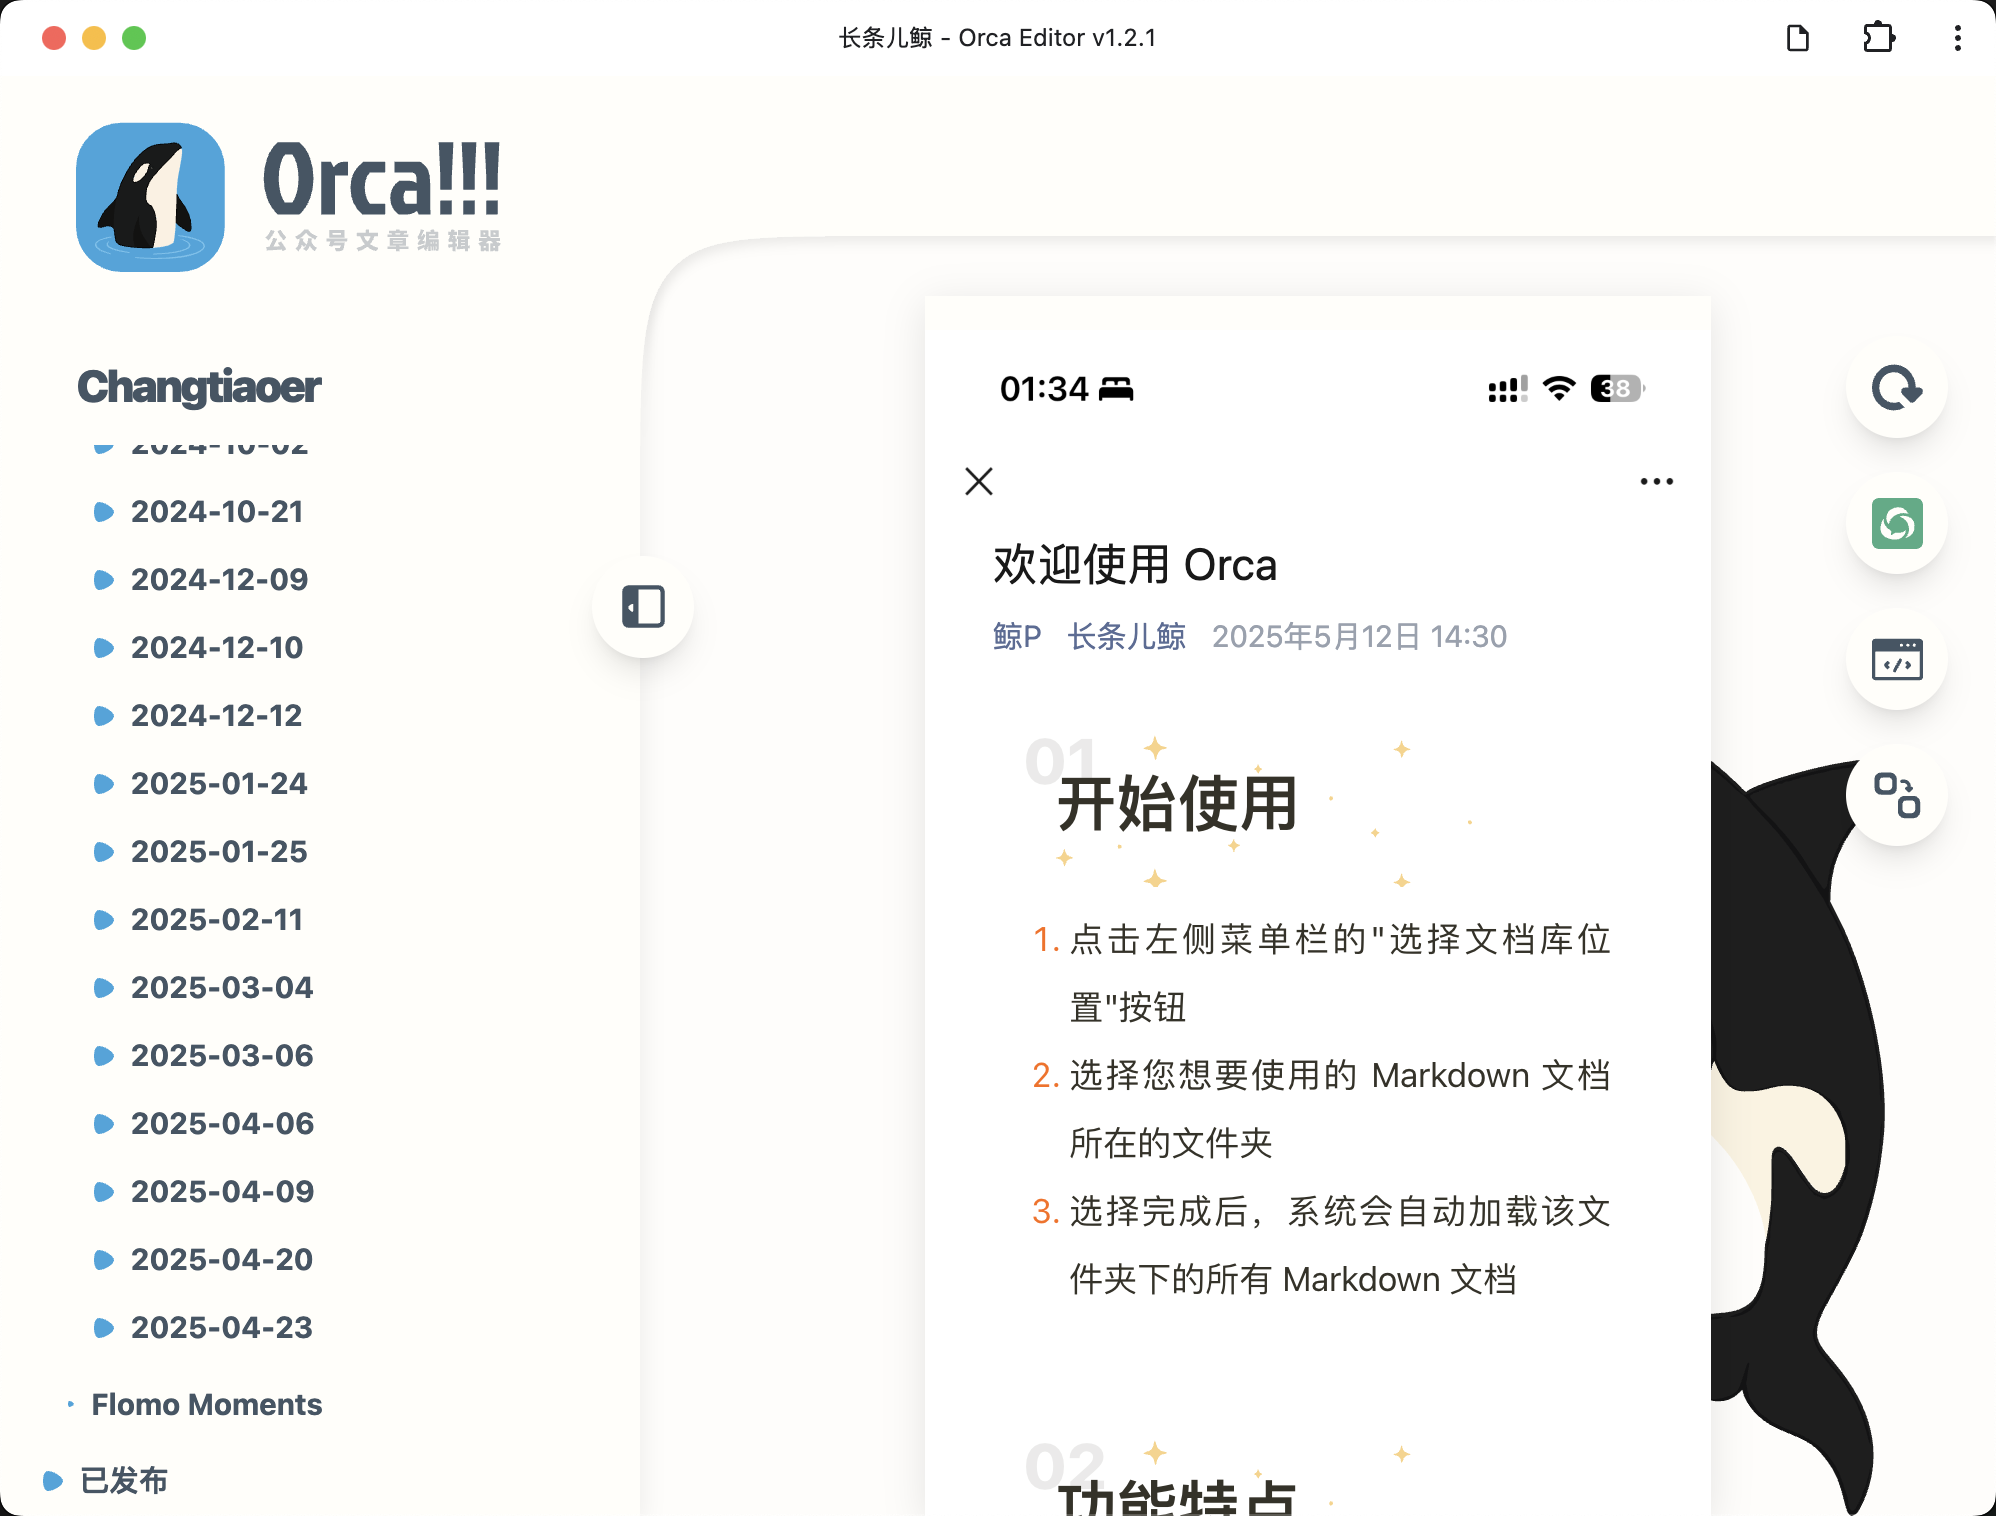 长条儿鲸 - Orca Editor v1.2.1
Orca!!!
公众号文章编辑器
Changtiaoer
2024-10-02
2024-10-21
2024-12-09
2024-12-10
2024-12-12
2025-01-24
2025-01-25
2025-02-11
2025-03-04
2025-03-06
2025-04-06
2025-04-09
2025-04-20
2025-04-23
Flomo Moments
已发布
01:34
38
欢迎使用 Orca
鲸P 长条儿鲸 2025年5月12日 14:30
01
开始使用
1. 点击左侧菜单栏的"选择文档库位
置"按钮
2. 选择您想要使用的 Markdown 文档
所在的文件夹
3. 选择完成后，系统会自动加载该文
件夹下的所有 Markdown 文档
02
功能特点